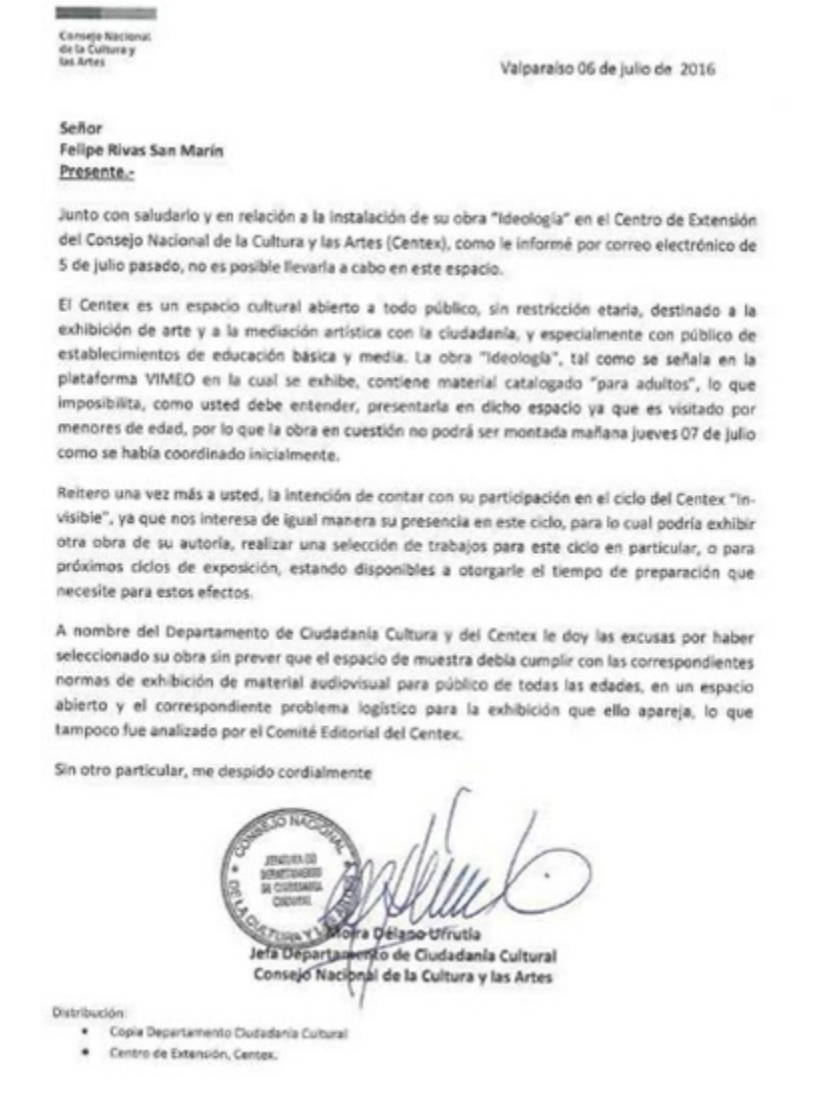 Consejo Nacional
de la Cultura y
las Artes
Valparaíso 06 de julio de 2016
Señor
Felipe Rivas San Marín
Presente.-
Junto con saludarlo y en relación a la instalación de su obra "Ideología" en el Centro de Extensión
del Consejo Nacional de la Cultura y las Artes (Centex), como le informé por correo electrónico de
5 de julio pasado, no es posible llevarla a cabo en este espacio.
El Centex es un espacio cultural abierto a todo público, sin restricción etaria, destinado a la
exhibición de arte y a la mediación artística con la ciudadanía, y especialmente con público de
establecimientos de educación básica y media. La obra "Ideología", tal como se señala en la
plataforma VIMEO en la cual se exhibe, contiene material catalogado "para adultos", lo que
imposibilita, como usted debe entender, presentarla en dicho espacio ya que es visitado por
menores de edad, por lo que la obra en cuestión no podrá ser montada mañana jueves 07 de julio
como se había coordinado inicialmente.
Reitero una vez más a usted, la intención de contar con su participación en el ciclo del Centex "In-
visible", ya que nos interesa de igual manera su presencia en este ciclo, para lo cual podría exhibir
otra obra de su autoría, realizar una selección de trabajos para este ciclo en particular, o para
próximos ciclos de exposición, estando disponibles a otorgarle el tiempo de preparación que
necesite para estos efectos.
A nombre del Departamento de Ciudadanía Cultura y del Centex le doy las excusas por haber
seleccionado su obra sin prever que el espacio de muestra debía cumplir con las correspondientes
normas de exhibición de material audiovisual para público de todas las edades, en un espacio
abierto y el correspondiente problema logístico para la exhibición que ello apareja, lo que
tampoco fue analizado por el Comité Editorial del Centex.
Sin otro particular, me despido cordialmente
CONSEJO NACIONAL
DE LA CULTURA Y LAS ARTES
JEFATURA DE
DEPARTAMENTO
DE CIUDADANIA
CULTURAL
Moira Délano Urrutia
Jefa Departamento de Ciudadanía Cultural
Consejo Nacional de la Cultura y las Artes
Distribución:
• Copia Departamento Ciudadanía Cultural
• Centro de Extensión, Centex.